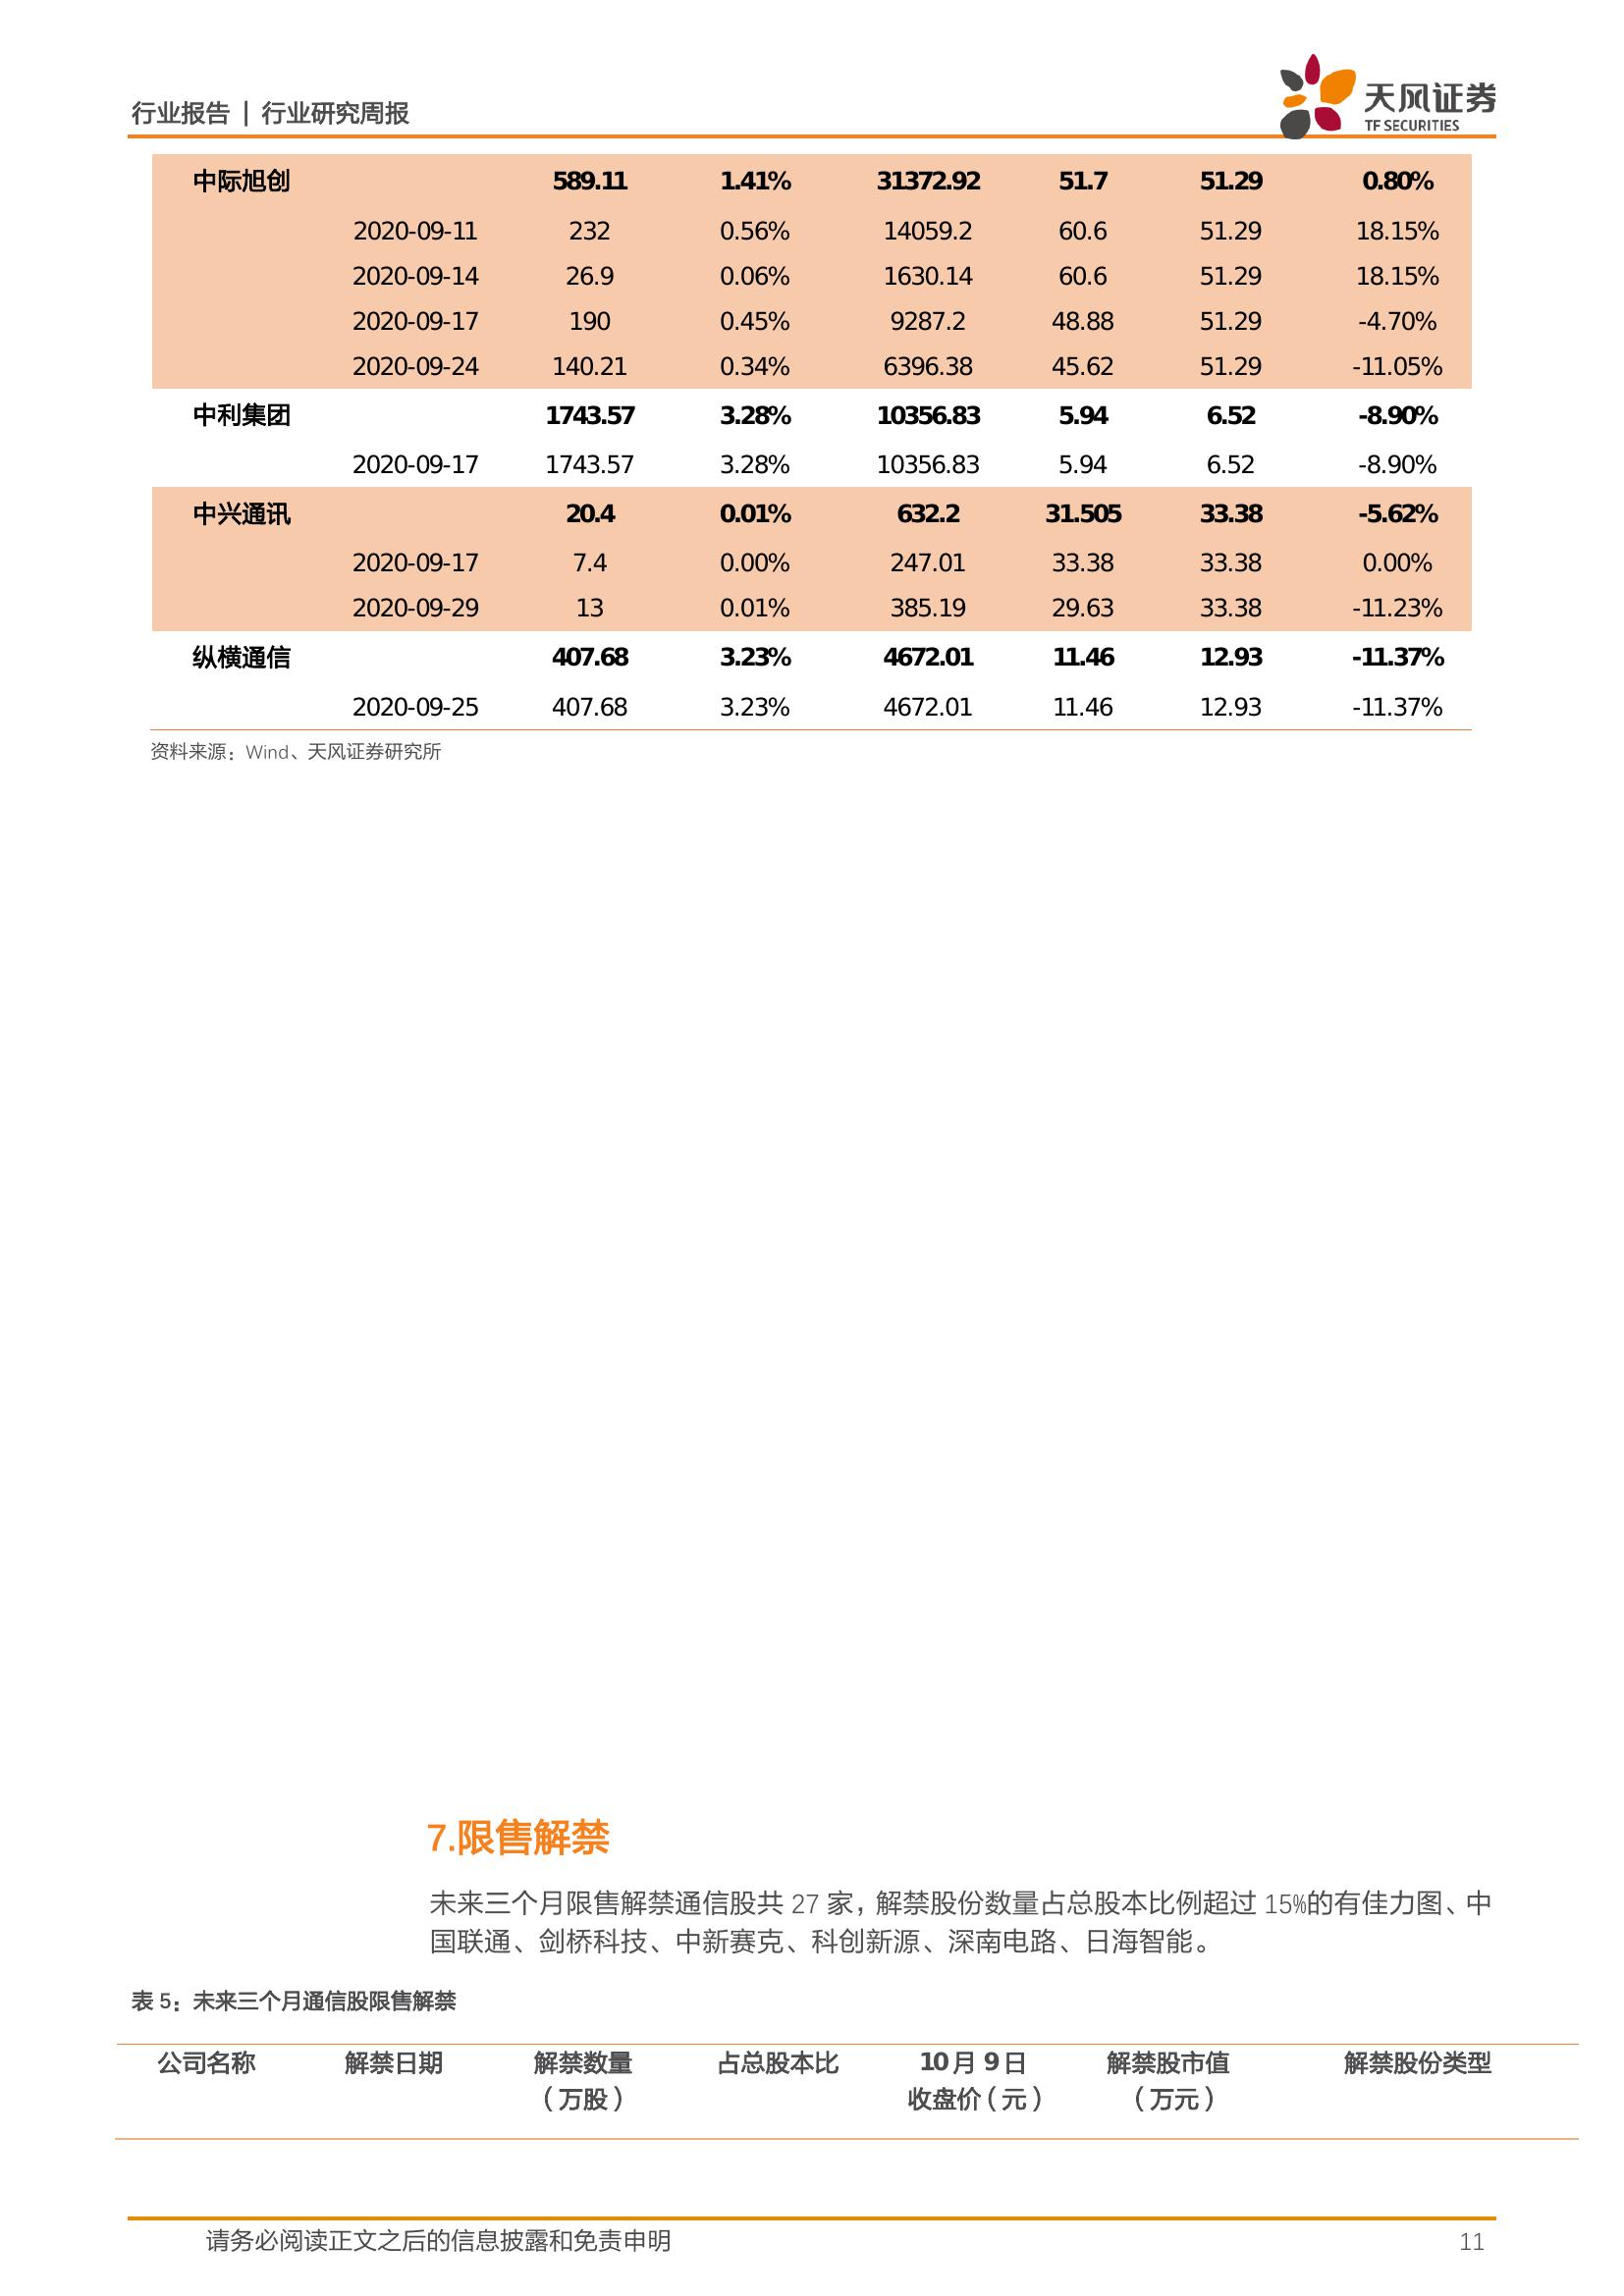 行业报告 | 行业研究周报
天风证券
TF SECURITIES
中际旭创 589.11 1.41% 31372.92 51.7 51.29 0.80%
2020-09-11 232 0.56% 14059.2 60.6 51.29 18.15%
2020-09-14 26.9 0.06% 1630.14 60.6 51.29 18.15%
2020-09-17 190 0.45% 9287.2 48.88 51.29 -4.70%
2020-09-24 140.21 0.34% 6396.38 45.62 51.29 -11.05%
中利集团 1743.57 3.28% 10356.83 5.94 6.52 -8.90%
2020-09-17 1743.57 3.28% 10356.83 5.94 6.52 -8.90%
中兴通讯 20.4 0.01% 632.2 31.505 33.38 -5.62%
2020-09-17 7.4 0.00% 247.01 33.38 33.38 0.00%
2020-09-29 13 0.01% 385.19 29.63 33.38 -11.23%
纵横通信 407.68 3.23% 4672.01 11.46 12.93 -11.37%
2020-09-25 407.68 3.23% 4672.01 11.46 12.93 -11.37%
资料来源：Wind、天风证券研究所
7.限售解禁
未来三个月限售解禁通信股共 27 家，解禁股份数量占总股本比例超过 15%的有佳力图、中
国联通、剑桥科技、中新赛克、科创新源、深南电路、日海智能。
表 5：未来三个月通信股限售解禁
公司名称 解禁日期 解禁数量 占总股本比 10 月 9 日 解禁股市值 解禁股份类型
（万股） 收盘价（元） （万元）
请务必阅读正文之后的信息披露和免责申明 11